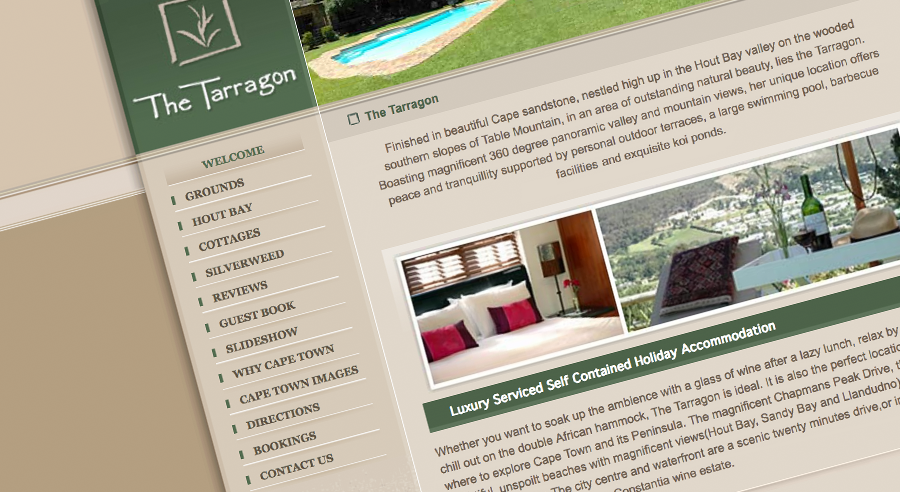 The Tarragon
WELCOME
GROUNDS
HOUT BAY
COTTAGES
SILVERWEED
REVIEWS
GUEST BOOK
SLIDESHOW
WHY CAPE TOWN
CAPE TOWN IMAGES
DIRECTIONS
BOOKINGS
CONTACT US
The Tarragon
Finished in beautiful Cape sandstone, nestled high up in the Hout Bay valley on the wooded
southern slopes of Table Mountain, in an area of outstanding natural beauty, lies the Tarragon.
Boasting magnificent 360 degree panoramic valley and mountain views, her unique location offers
peace and tranquillity supported by personal outdoor terraces, a large swimming pool, barbecue
facilities and exquisite koi ponds.
Luxury Serviced Self Contained Holiday Accommodation
Whether you want to soak up the ambience with a glass of wine after a lazy lunch, relax by
chill out on the double African hammock, The Tarragon is ideal. It is also the perfect
where to explore Cape Town and its Peninsula. The magnificent Chapmans Peak Drive,
unspoilt beaches with magnificent views(Hout Bay, Sandy Bay and Llandudno)
The city centre and waterfront are a scenic twenty minutes drive,or
Constantia wine estate.